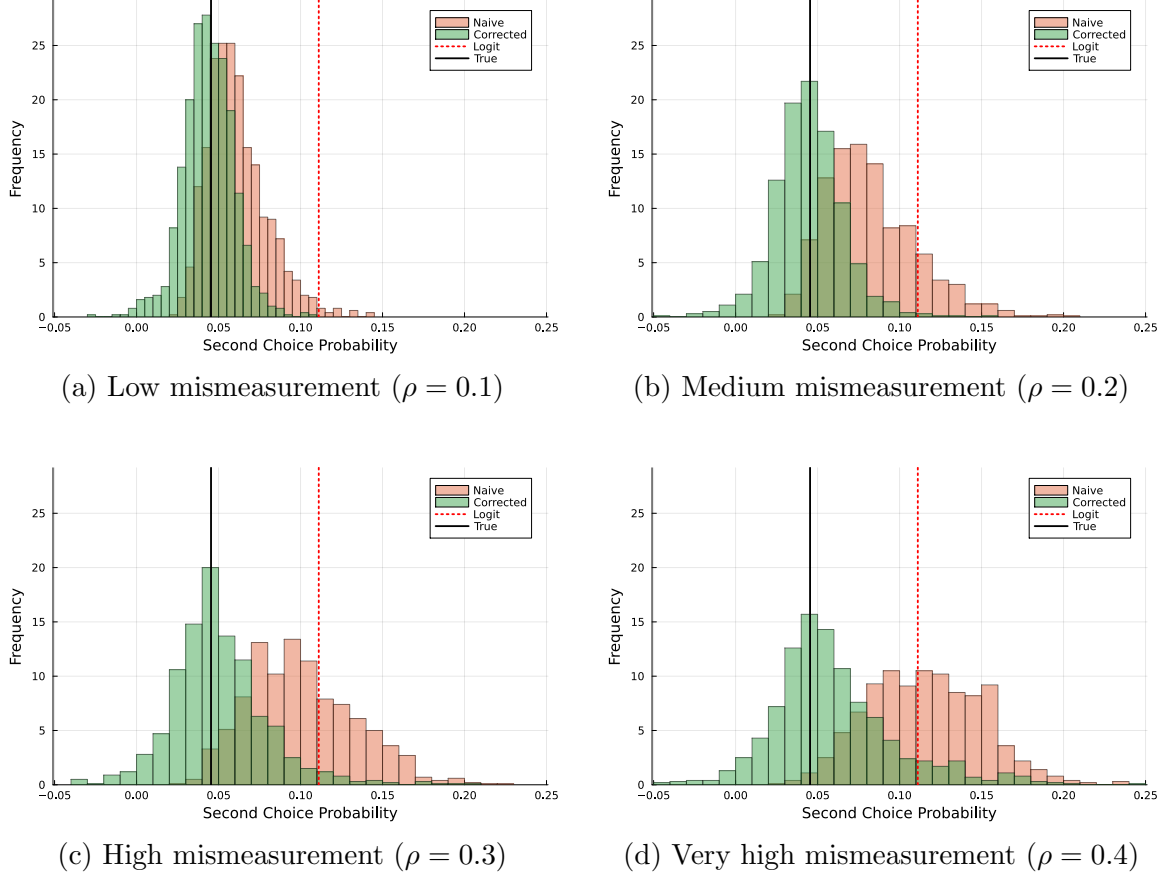 Naive
Corrected
Logit
True
Frequency
25
20
15
10
5
0
−0.05 0.00 0.05 0.10 0.15 0.20 0.25
Second Choice Probability
(a) Low mismeasurement (ρ = 0.1)
Naive
Corrected
Logit
True
Frequency
25
20
15
10
5
0
−0.05 0.00 0.05 0.10 0.15 0.20 0.25
Second Choice Probability
(b) Medium mismeasurement (ρ = 0.2)
Naive
Corrected
Logit
True
Frequency
25
20
15
10
5
0
−0.05 0.00 0.05 0.10 0.15 0.20 0.25
Second Choice Probability
(c) High mismeasurement (ρ = 0.3)
Naive
Corrected
Logit
True
Frequency
25
20
15
10
5
0
−0.05 0.00 0.05 0.10 0.15 0.20 0.25
Second Choice Probability
(d) Very high mismeasurement (ρ = 0.4)